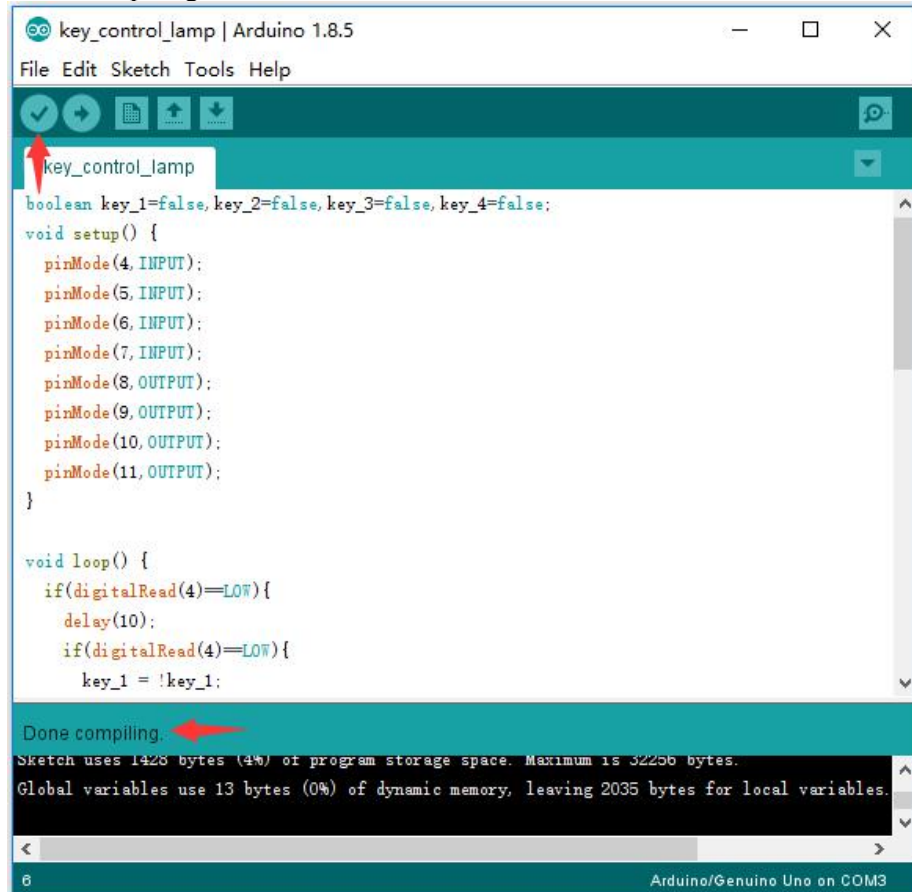 key_control_lamp | Arduino 1.8.5
File Edit Sketch Tools Help
key_control_lamp
boolean key_1=false,key_2=false,key_3=false,key_4=false;
void setup() {
pinMode(4,INPUT);
pinMode(5,INPUT);
pinMode(6,INPUT);
pinMode(7,INPUT);
pinMode(8,OUTPUT);
pinMode(9,OUTPUT);
pinMode(10,OUTPUT);
pinMode(11,OUTPUT);
}
void loop() {
if(digitalRead(4)==LOW){
delay(10);
if(digitalRead(4)==LOW){
key_1 = !key_1;
Done compiling.
Sketch uses 1428 bytes (4%) of program storage space. Maximum is 32256 bytes.
Global variables use 13 bytes (0%) of dynamic memory, leaving 2035 bytes for local variables.
6
Arduino/Genuino Uno on COM3